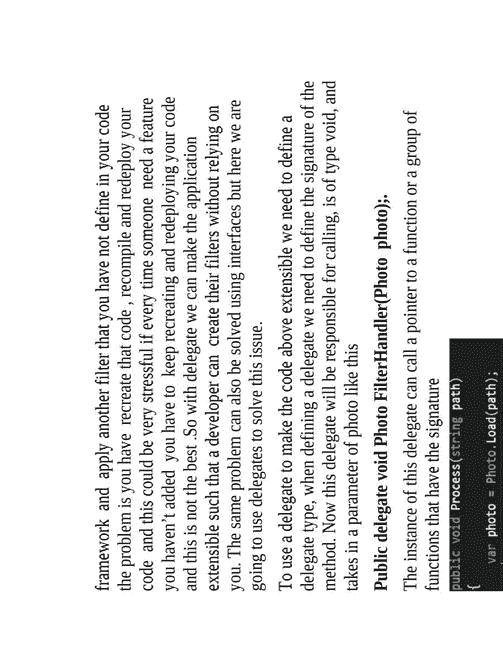 framework and apply another filter that you have not define in your code
the problem is you have recreate that code , recompile and redeploy your
code and this could be very stressful if every time someone need a feature
you haven't added you have to keep recreating and redeploying your code
and this is not the best .So with delegate we can make the application
extensible such that a developer can create their filters without relying on
you. The same problem can also be solved using interfaces but here we are
going to use delegates to solve this issue.
To use a delegate to make the code above extensible we need to define a
delegate type, when defining a delegate we need to define the signature of the
method. Now this delegate will be responsible for calling, is of type void, and
takes in a parameter of photo like this
Public delegate void Photo FilterHandler(Photo photo);.
The instance of this delegate can call a pointer to a function or a group of
functions that have the signature
public void Process(string path)
{
var photo = Photo.Load(path);